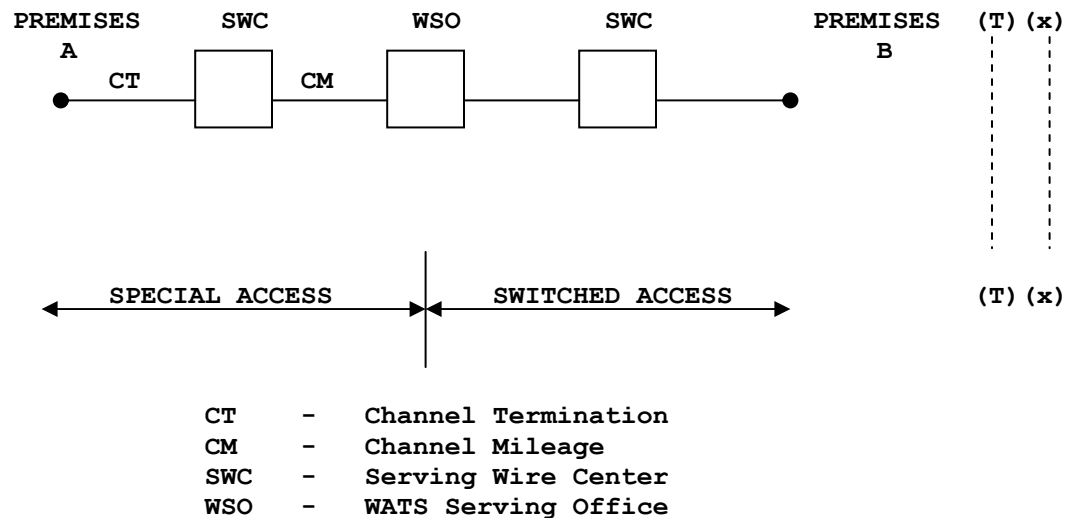 PREMISES SWC WSO SWC PREMISES (T) (x)
A B
CT CM
SPECIAL ACCESS SWITCHED ACCESS (T) (x)
CT - Channel Termination
CM - Channel Mileage
SWC - Serving Wire Center
WSO - WATS Serving Office